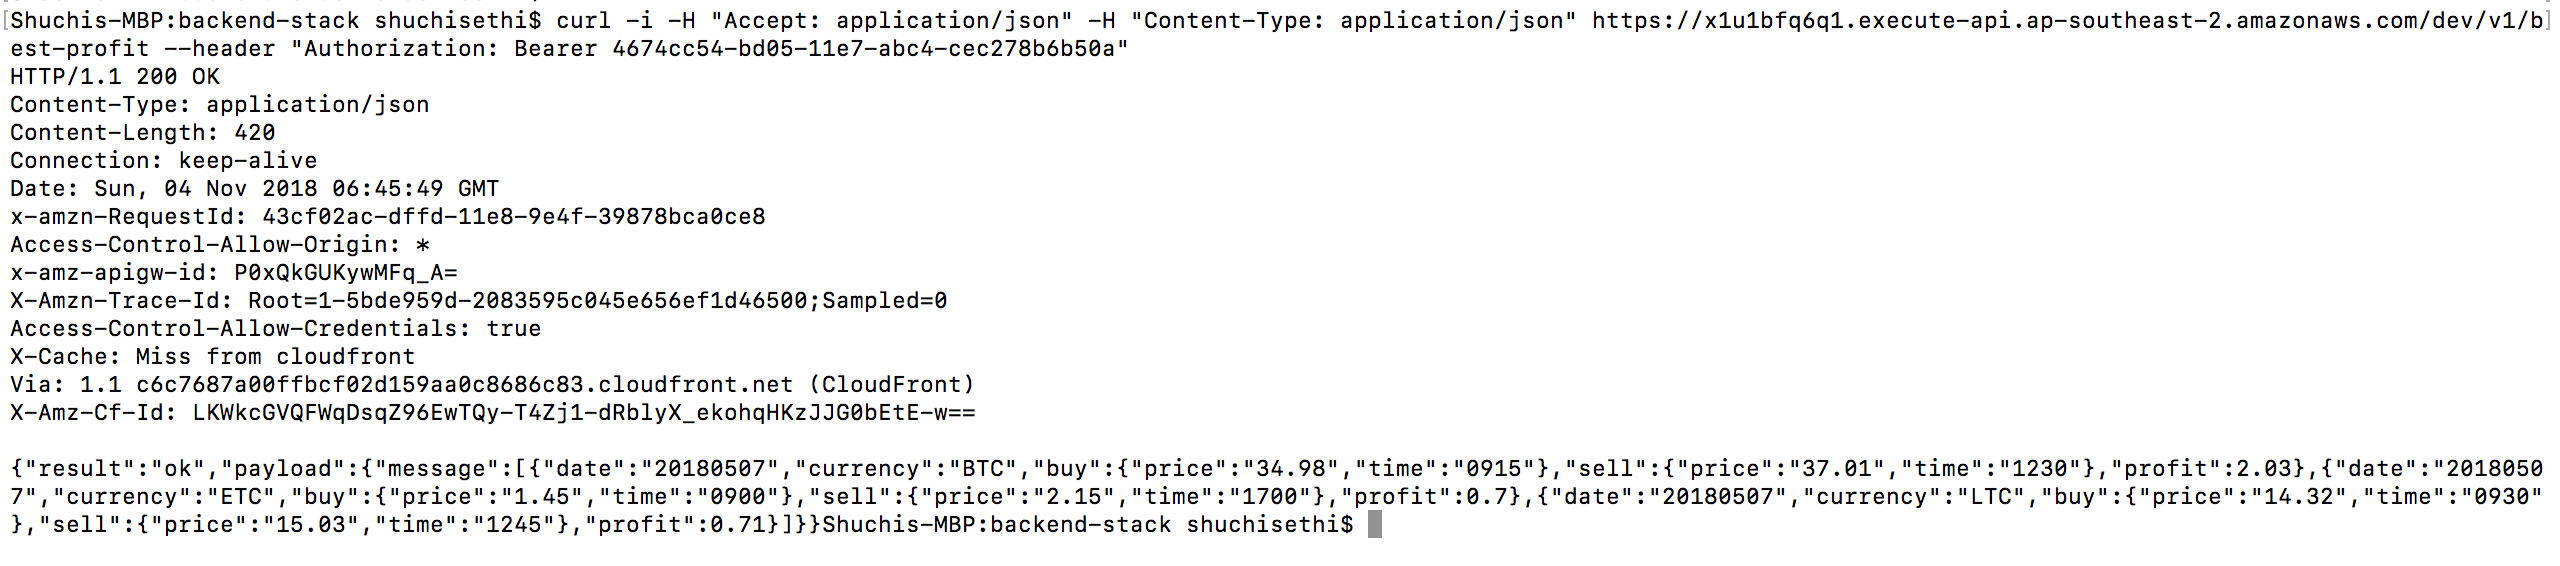 Shuchis-MBP:backend-stack shuchisethi$ curl -i -H "Accept: application/json" -H "Content-Type: application/json" https://x1u1bfq6q1.execute-api.ap-southeast-2.amazonaws.com/dev/v1/b
est-profit --header "Authorization: Bearer 4674cc54-bd05-11e7-abc4-cec278b6b50a"
HTTP/1.1 200 OK
Content-Type: application/json
Content-Length: 420
Connection: keep-alive
Date: Sun, 04 Nov 2018 06:45:49 GMT
x-amzn-RequestId: 43cf02ac-dffd-11e8-9e4f-39878bca0ce8
Access-Control-Allow-Origin: *
x-amz-apigw-id: P0xQkGUKywMFq_A=
X-Amzn-Trace-Id: Root=1-5bde959d-2083595c045e656ef1d46500;Sampled=0
Access-Control-Allow-Credentials: true
X-Cache: Miss from cloudfront
Via: 1.1 c6c7687a00ffbcf02d159aa0c8686c83.cloudfront.net (CloudFront)
X-Amz-Cf-Id: LKWkcGVQFWqDsqZ96EwTQy-T4Zj1-dRblyX_ekohqHKzJJG0bEtE-w==
{"result":"ok","payload":{"message":[{"date":"20180507","currency":"BTC","buy":{"price":"34.98","time":"0915"},"sell":{"price":"37.01","time":"1230"},"profit":2.03},{"date":"2018050
7","currency":"ETC","buy":{"price":"1.45","time":"0900"},"sell":{"price":"2.15","time":"1700"},"profit":0.7},{"date":"20180507","currency":"LTC","buy":{"price":"14.32","time":"0930"
},"sell":{"price":"15.03","time":"1245"},"profit":0.71}]}}Shuchis-MBP:backend-stack shuchisethi$